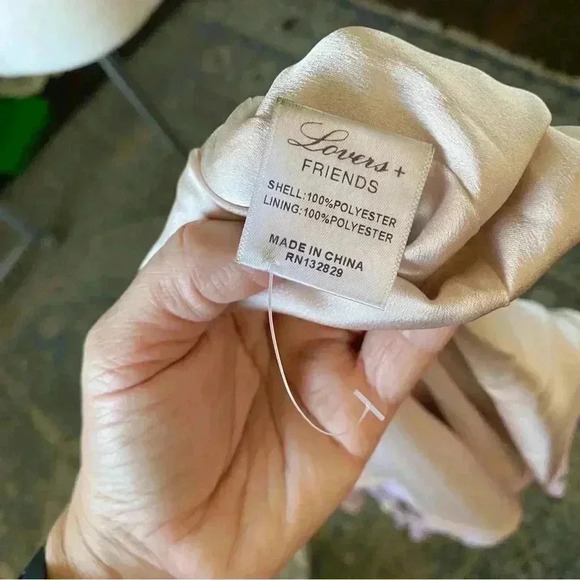 Lovers +
FRIENDS
SHELL:100%POLYESTER
LINING:100%POLYESTER
MADE IN CHINA
RN132829